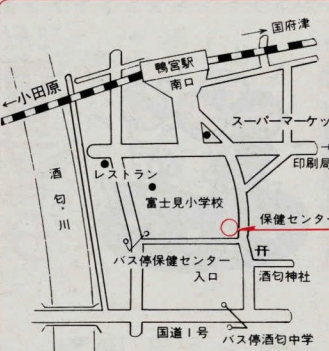 国府津
鴨宮駅
南口
小田原
スーパーマーケッ
印刷局
レストラン
酒匂川
富士見小学校
保健センター
バス停保健センター
入口
酒匂神社
国道1号
バス停酒匂中学